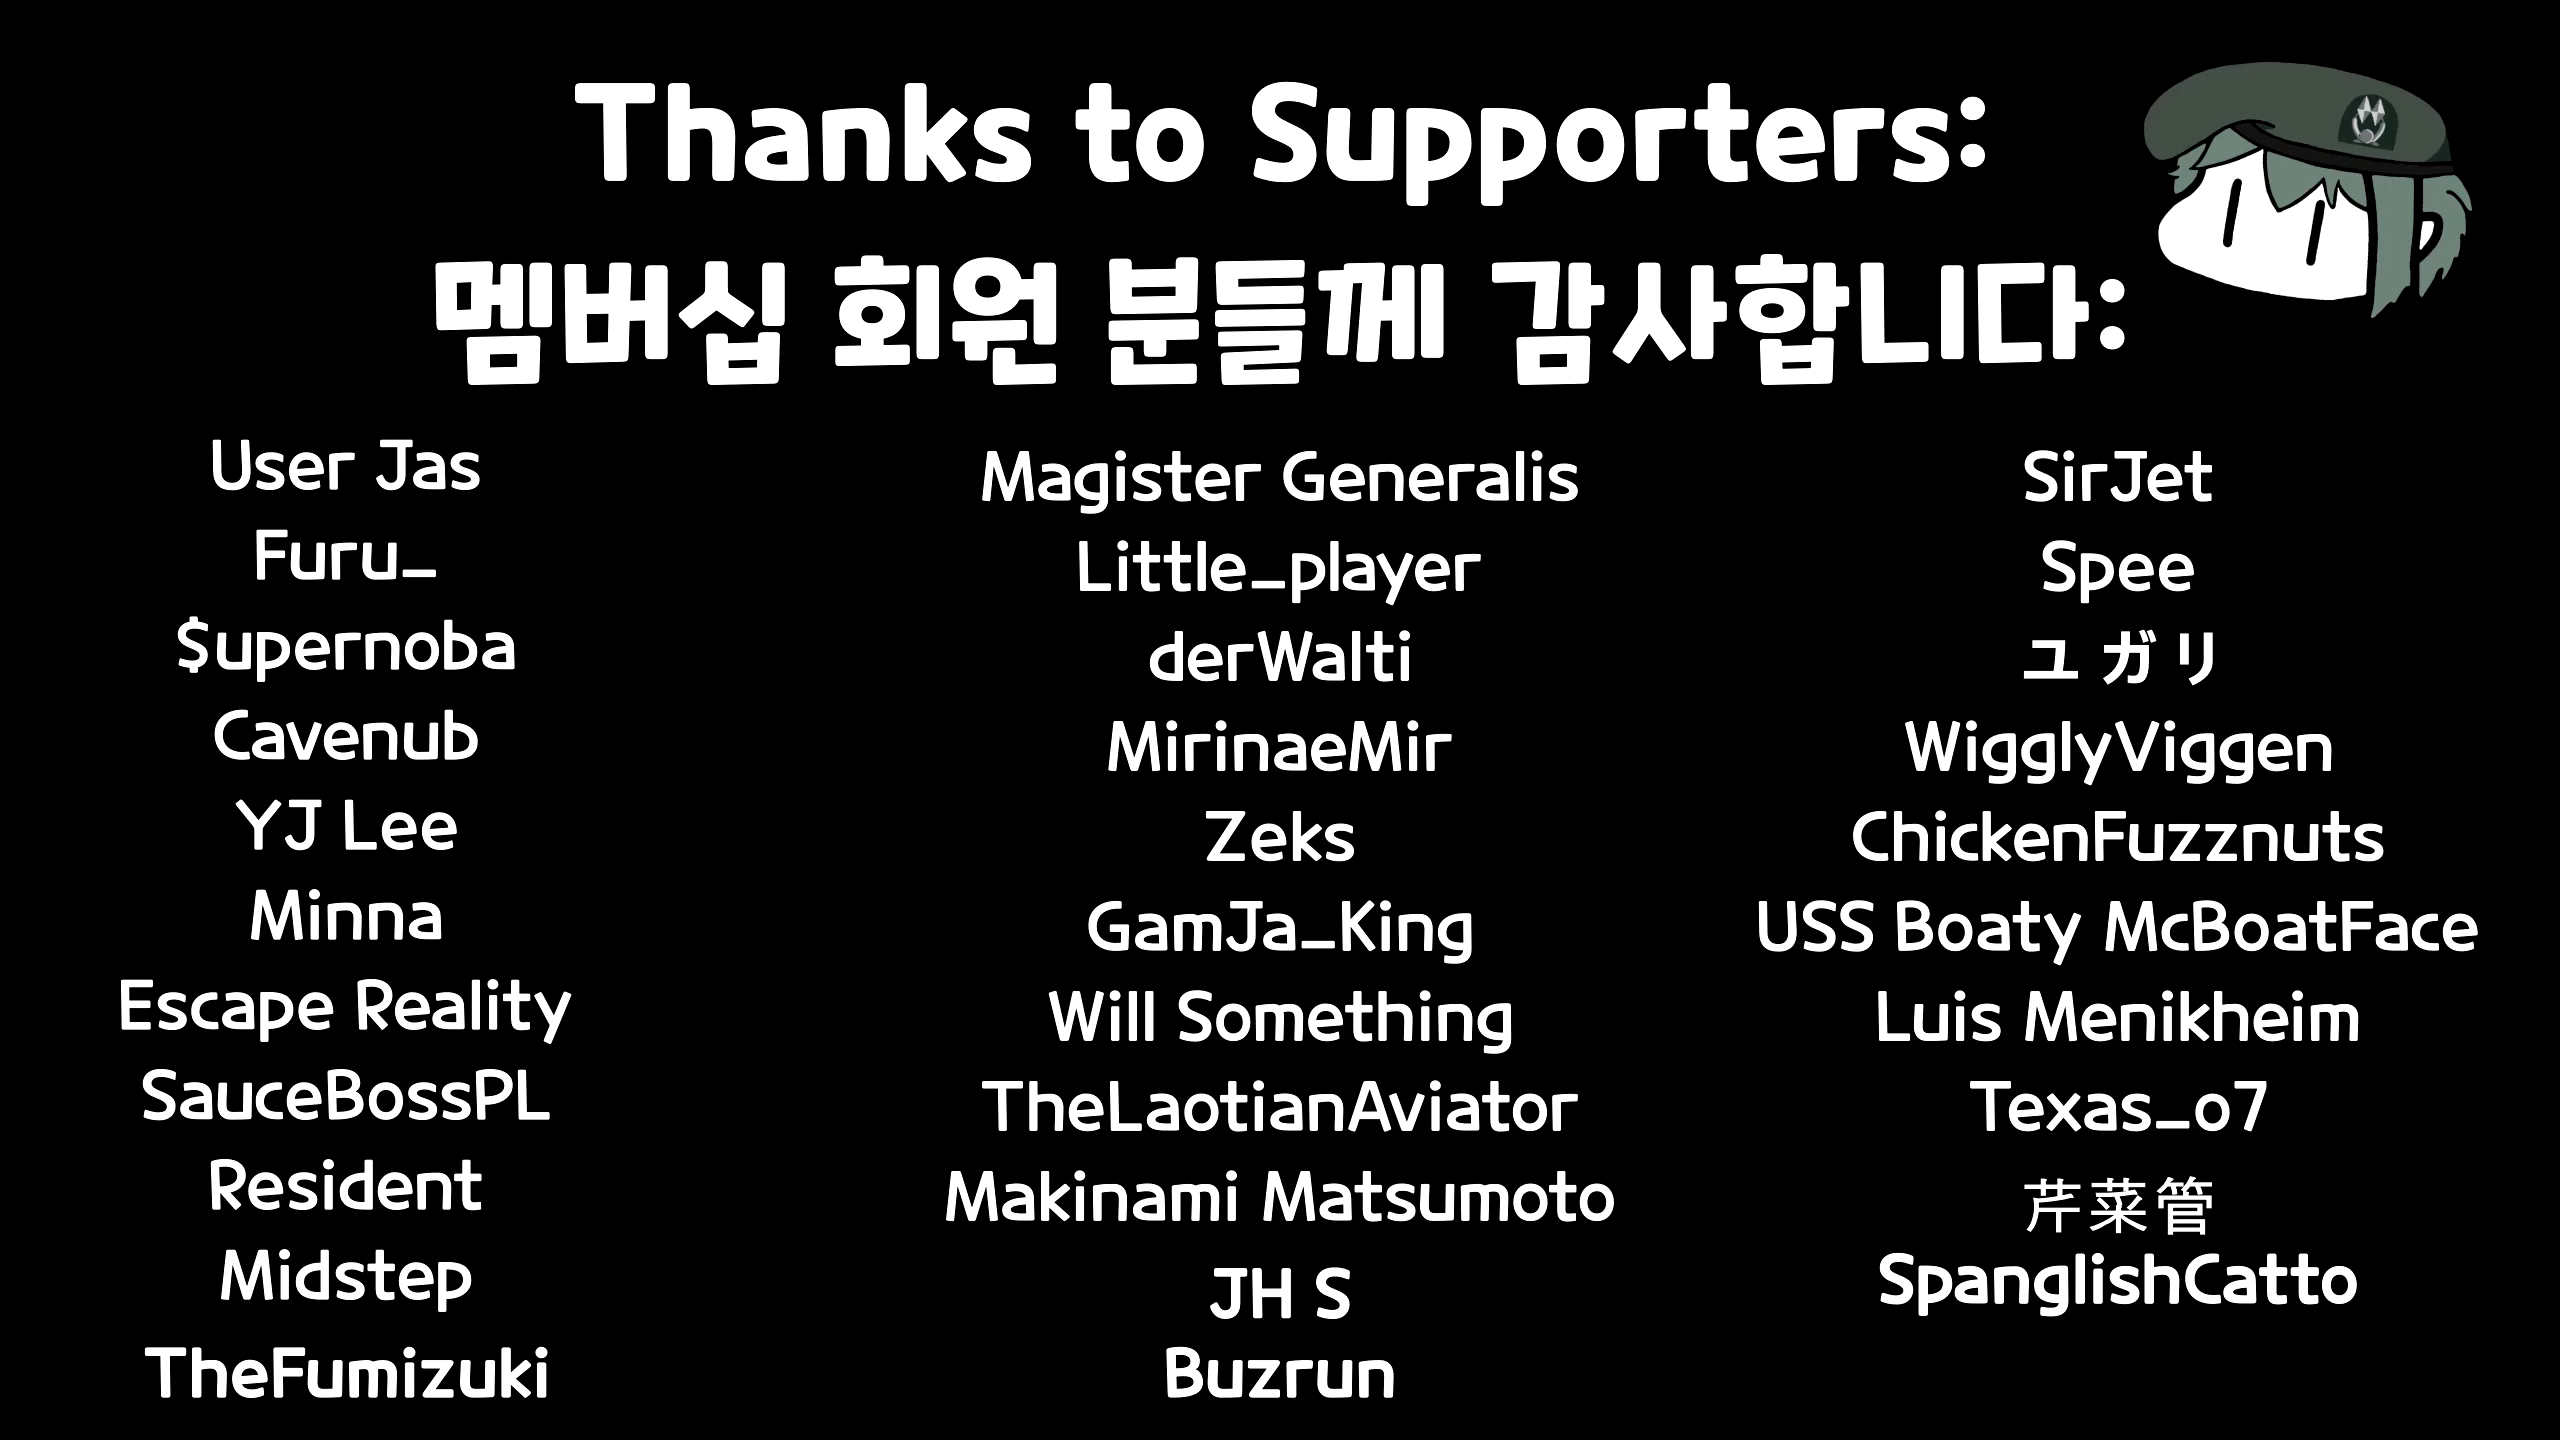 Thanks to Supporters:
멤버십 회원 분들께 감사합니다:
User Jas
Furu_
$upernoba
Cavenub
YJ Lee
Minna
Escape Reality
SauceBossPL
Resident
Midstep
TheFumizuki
Magister Generalis
Little_player
derWalti
MirinaeMir
Zeks
GamJa_King
Will Something
TheLaotianAviator
Makinami Matsumoto
JH S
Buzrun
SirJet
Spee
ユガリ
WigglyViggen
ChickenFuzznuts
USS Boaty McBoatFace
Luis Menikheim
Texas_o7
芹菜管
SpanglishCatto